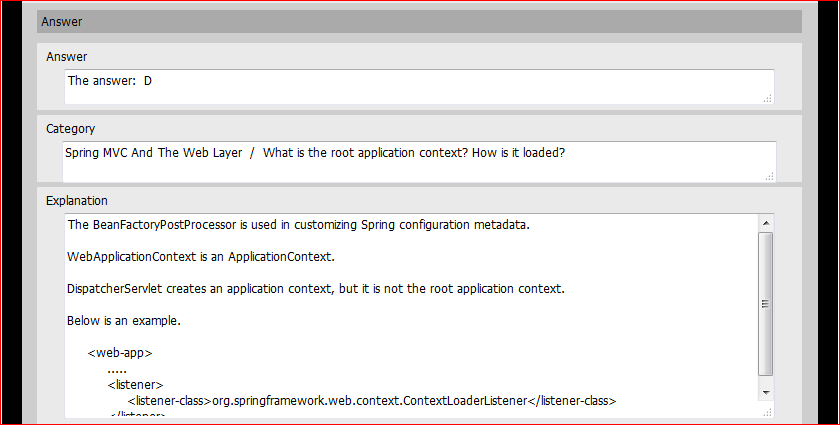 Answer
Answer
The answer:  D
Category
Spring MVC And The Web Layer  /  What is the root application context? How is it loaded?
Explanation
The BeanFactoryPostProcessor is used in customizing Spring configuration metadata.
WebApplicationContext is an ApplicationContext.
DispatcherServlet creates an application context, but it is not the root application context.
Below is an example.
<web-app>
.....
<listener>
<listener-class>org.springframework.web.context.ContextLoaderListener</listener-class>
</listener>